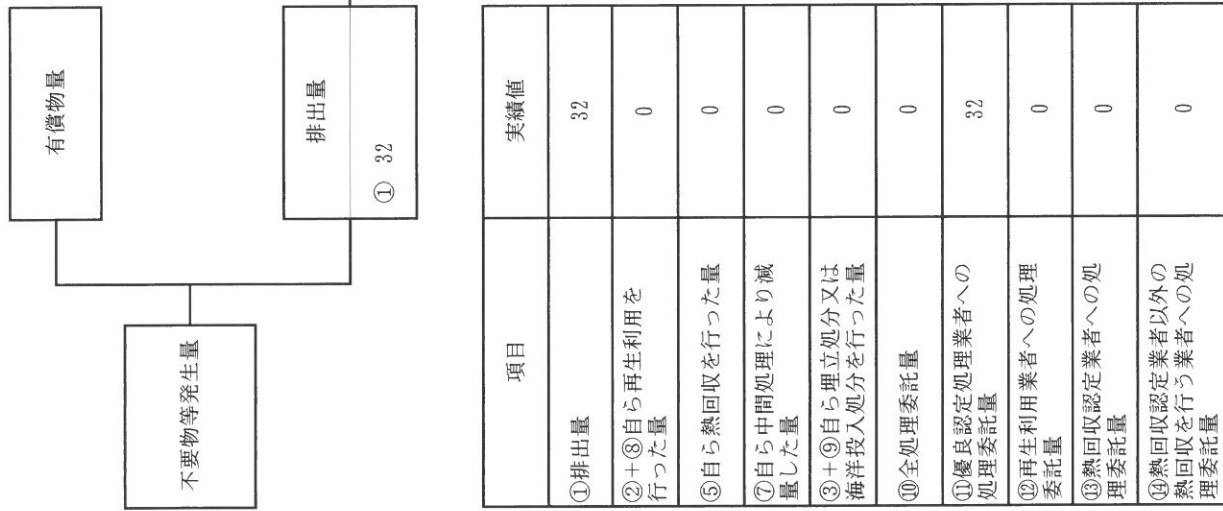 有償物量
不要物等発生量
排出量
① 32
項目
実績値
①排出量
32
②+⑧自ら再生利用を
行った量
0
⑤自ら熱回収を行った量
0
⑦自ら中間処理により減
量した量
0
③+⑨自ら埋立処分又は
海洋投入処分を行った量
0
⑩全処理委託量
0
⑪優良認定処理業者への
処理委託量
32
⑫再生利用業者への処理
委託量
0
⑬熱回収認定業者への処
理委託量
0
⑭熱回収認定業者以外の
熱回収を行う業者への処
理委託量
0